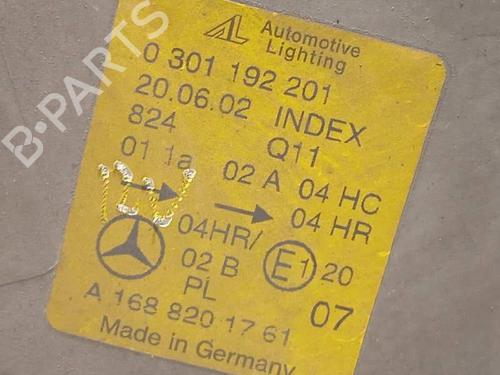 B-PARTS
AL Automotive
Lighting
0 301 192 201
20.06.02 INDEX
824 Q11
01 1a 02 A 04 HC
04 HR
04HR/ E1 20
02 B 07
PL
A 168 820 17 61
Made in Germany